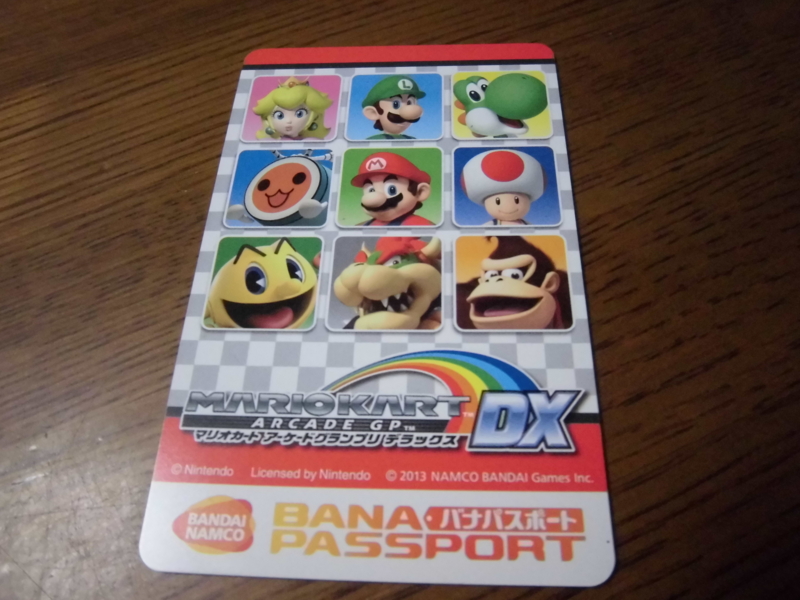 L
M
MARIOKART™ DX
ARCADE GP™
マリオカート アーケードグランプリ デラックス
© Nintendo Licensed by Nintendo © 2013 NAMCO BANDAI Games Inc.
BANDAI
NAMCO
BANA・バナパスポート
PASSPORT